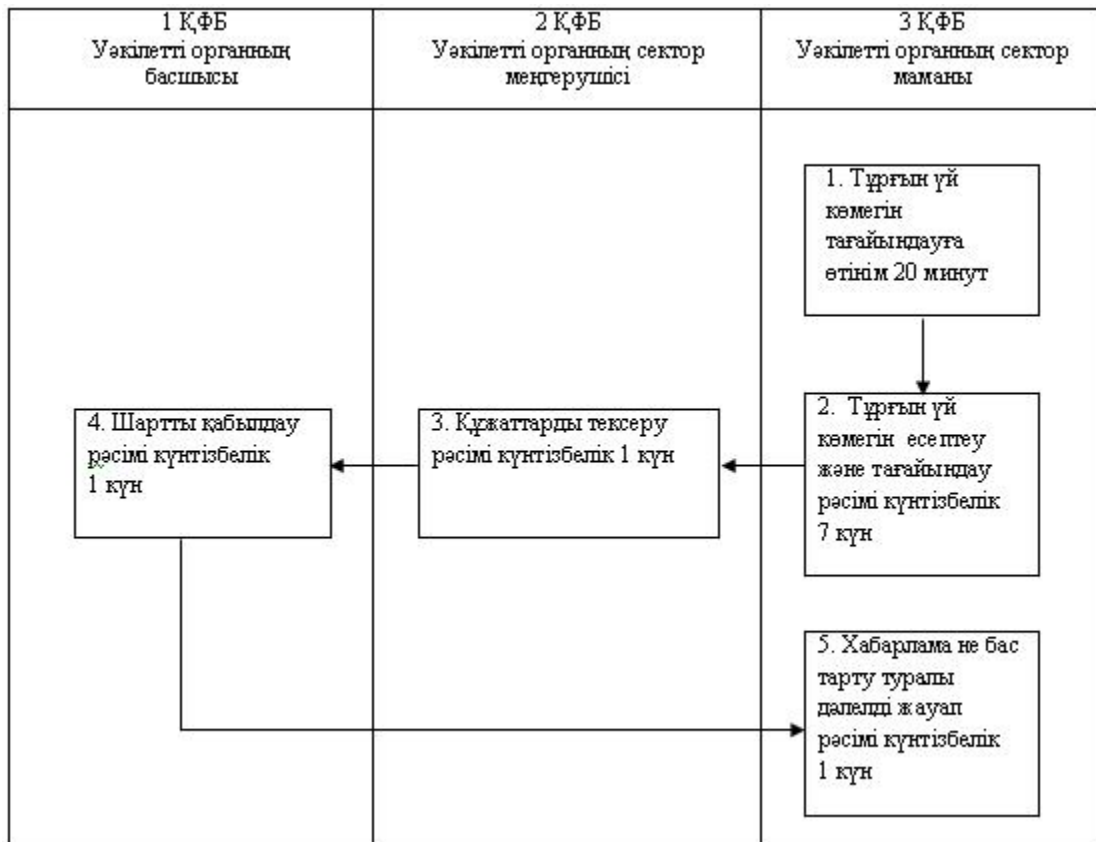 1 ҚФБ
Уәкілетті органның
басшысы
2 ҚФБ
Уәкілетті органның сектор
меңгерушісі
3 ҚФБ
Уәкілетті органның сектор
маманы
1. Тұрғын үй
көмегін
тағайындауға
өтінім 20 минут
2. Тұрғын үй
көмегін есептеу
және тағайындау
рәсімі күнтізбелік
7 күн
3. Құжаттарды тексеру
рәсімі күнтізбелік 1 күн
4. Шартты қабылдау
рәсімі күнтізбелік
1 күн
5. Хабарлама не бас
тарту туралы
дәлелді жауап
рәсімі күнтізбелік
1 күн